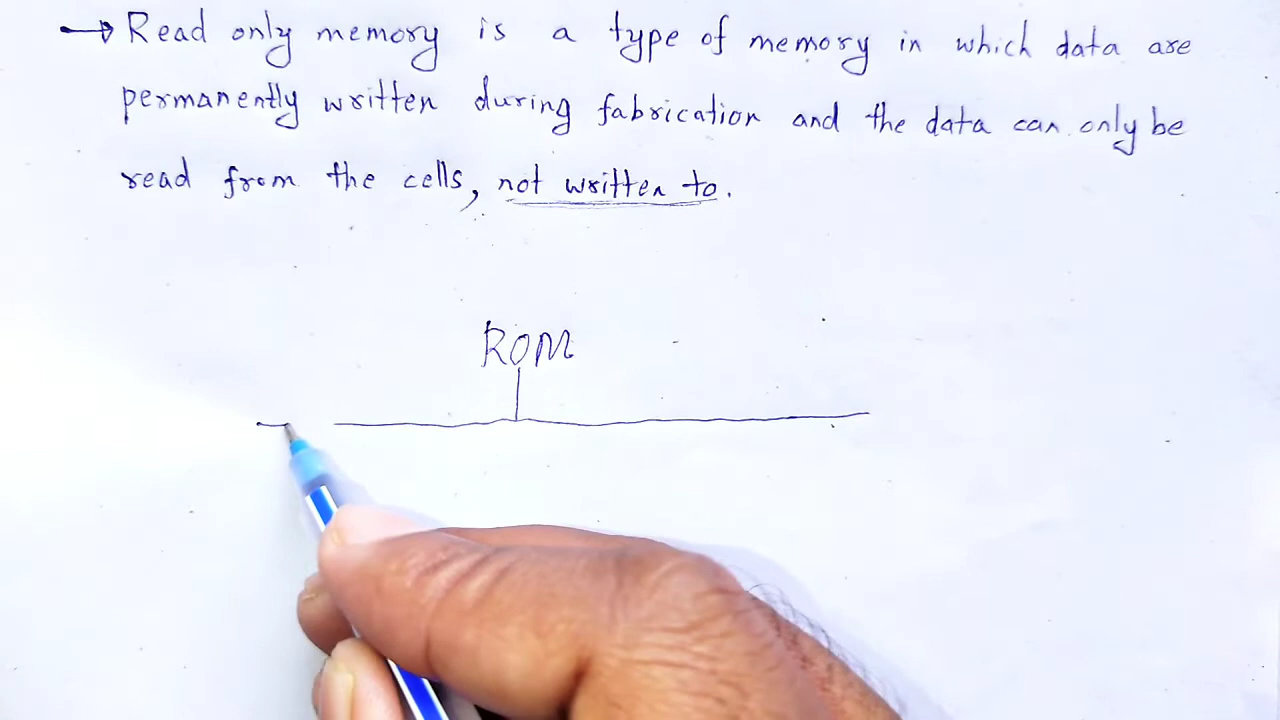 Read only memory is a type of memory in which data are
permanently written during fabrication and the data can only be
read from the cells, not written to.
ROM